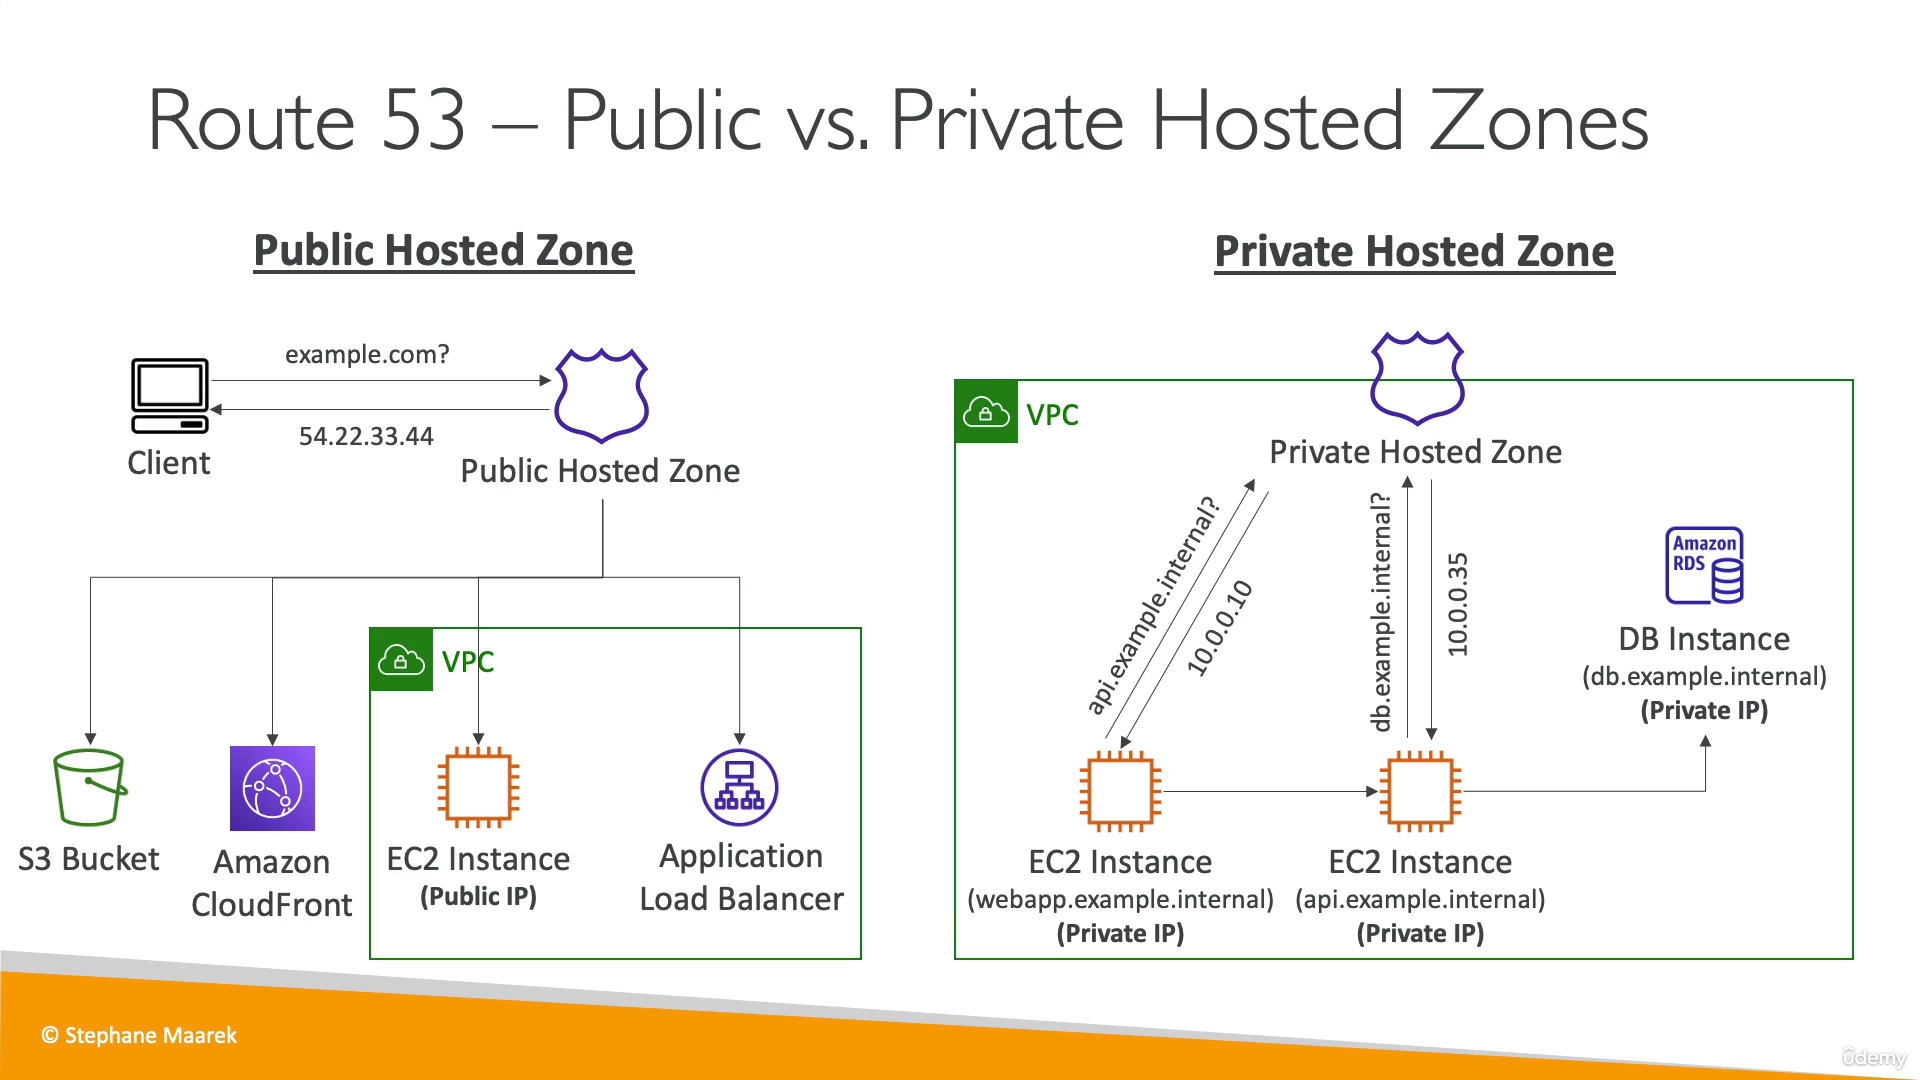 Route 53 – Public vs. Private Hosted Zones
Public Hosted Zone
example.com?
54.22.33.44
Client
Public Hosted Zone
VPC
S3 Bucket
Amazon
CloudFront
EC2 Instance
(Public IP)
Application
Load Balancer
Private Hosted Zone
VPC
Private Hosted Zone
api.example.internal?
10.0.0.10
db.example.internal?
10.0.0.35
Amazon
RDS
DB Instance
(db.example.internal)
(Private IP)
EC2 Instance
(webapp.example.internal)
(Private IP)
EC2 Instance
(api.example.internal)
(Private IP)
© Stephane Maarek
ûdemy